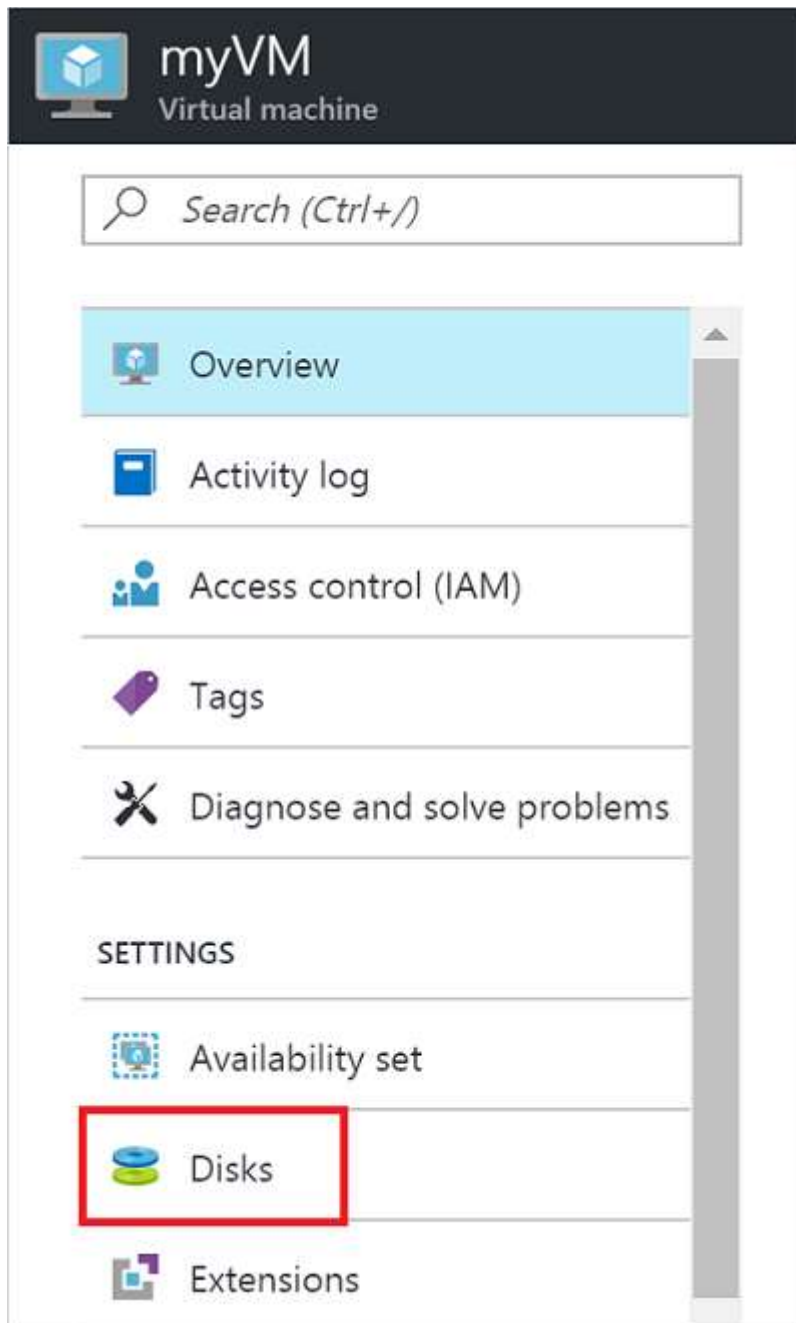 myVM
Virtual machine
Search (Ctrl+/)
Overview
Activity log
Access control (IAM)
Tags
Diagnose and solve problems
SETTINGS
Availability set
Disks
Extensions